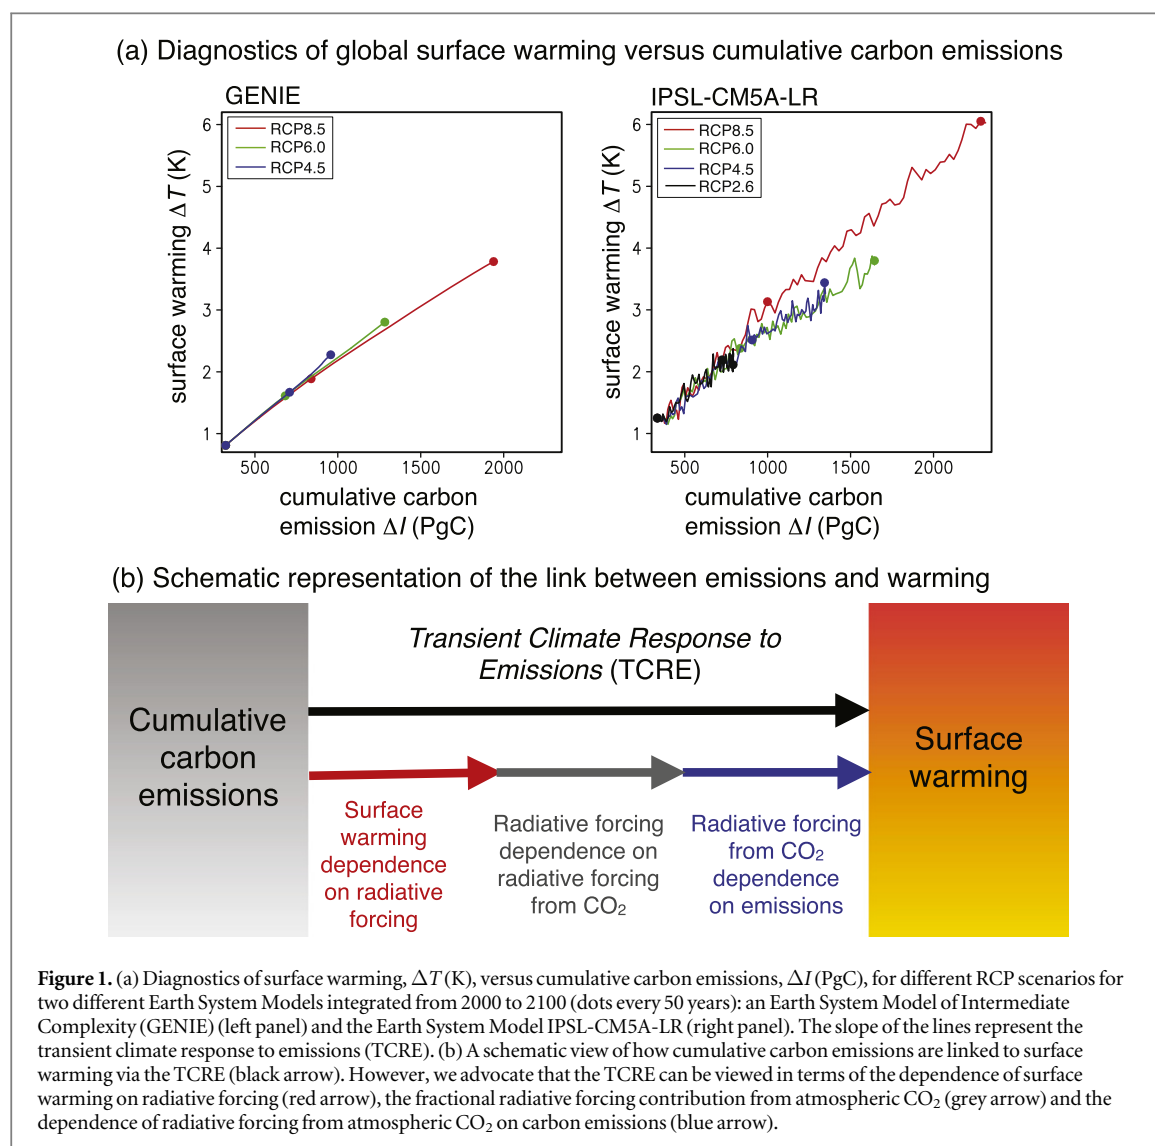 (a) Diagnostics of global surface warming versus cumulative carbon emissions
GENIE
RCP8.5
RCP6.0
RCP4.5
6
5
4
3
2
1
surface warming ΔT (K)
500 1000 1500 2000
cumulative carbon
emission ΔI (PgC)
IPSL-CM5A-LR
RCP8.5
RCP6.0
RCP4.5
RCP2.6
6
5
4
3
2
1
surface warming ΔT (K)
500 1000 1500 2000
cumulative carbon
emission ΔI (PgC)
(b) Schematic representation of the link between emissions and warming
Cumulative
carbon
emissions
Transient Climate Response to
Emissions (TCRE)
Surface
warming
dependence
on radiative
forcing
Radiative forcing
dependence on
radiative forcing
from CO₂
Radiative forcing
from CO₂
dependence
on emissions
Surface
warming
Figure 1. (a) Diagnostics of surface warming, ΔT (K), versus cumulative carbon emissions, ΔI (PgC), for different RCP scenarios for
two different Earth System Models integrated from 2000 to 2100 (dots every 50 years): an Earth System Model of Intermediate
Complexity (GENIE) (left panel) and the Earth System Model IPSL-CM5A-LR (right panel). The slope of the lines represent the
transient climate response to emissions (TCRE). (b) A schematic view of how cumulative carbon emissions are linked to surface
warming via the TCRE (black arrow). However, we advocate that the TCRE can be viewed in terms of the dependence of surface
warming on radiative forcing (red arrow), the fractional radiative forcing contribution from atmospheric CO₂ (grey arrow) and the
dependence of radiative forcing from atmospheric CO₂ on carbon emissions (blue arrow).